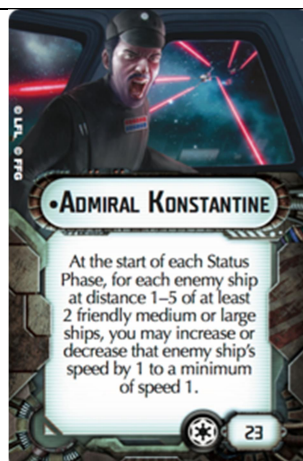 © LFL © FFG
•ADMIRAL KONSTANTINE
At the start of each Status
Phase, for each enemy ship
at distance 1–5 of at least
2 friendly medium or large
ships, you may increase or
decrease that enemy ship's
speed by 1 to a minimum
of speed 1.
23